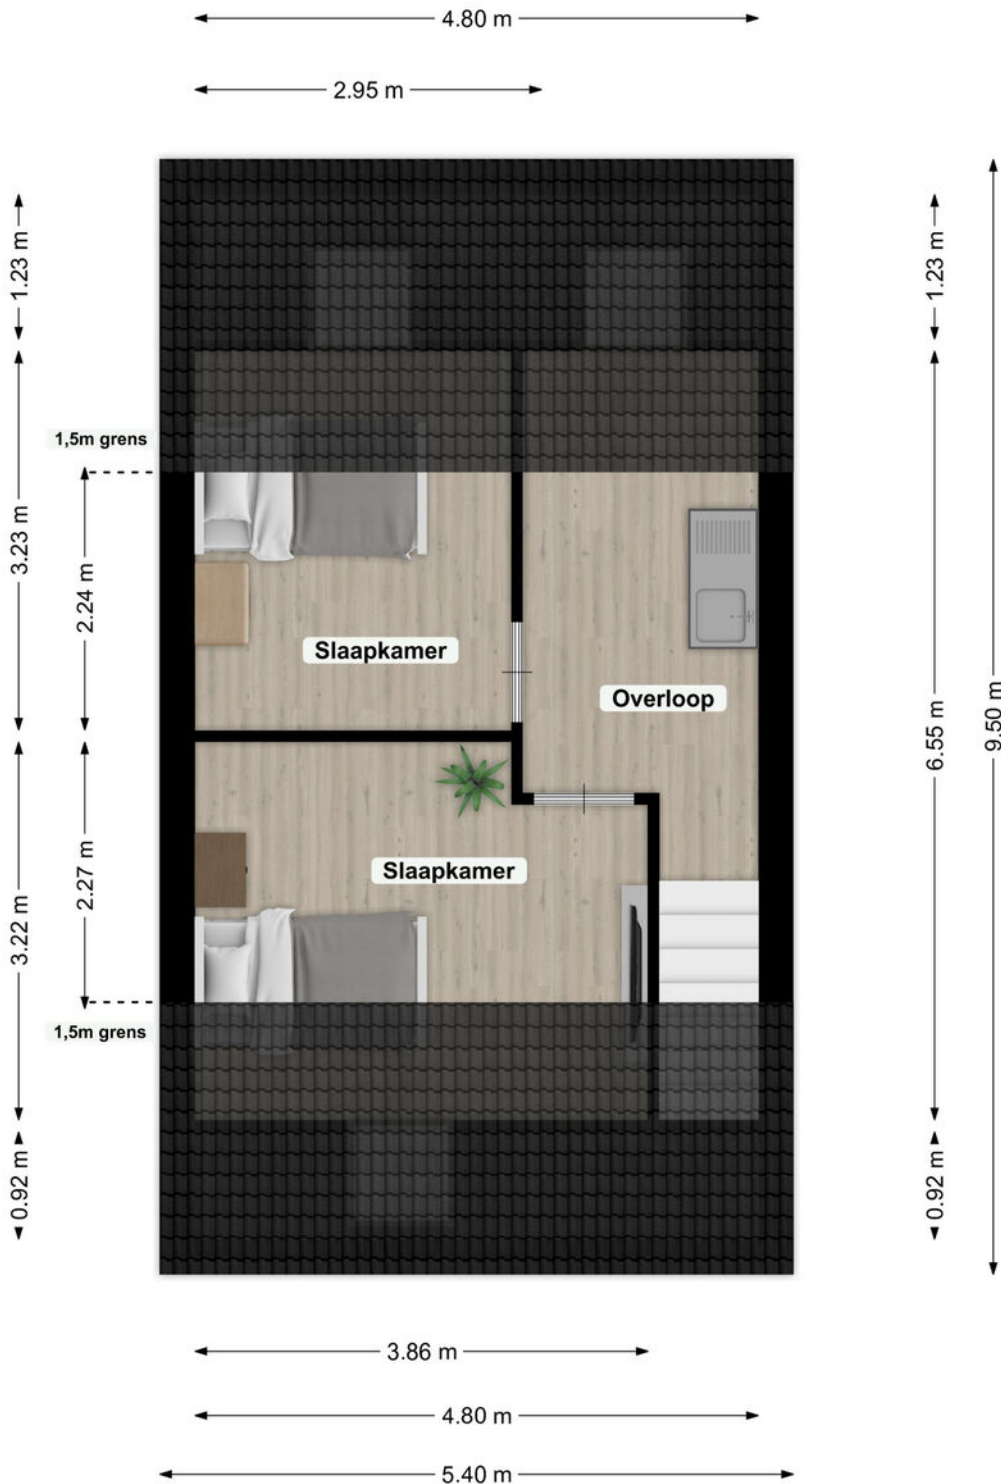 4.80 m
2.95 m
1.23 m
1.23 m
1,5m grens
3.23 m
2.24 m
Slaapkamer
Overloop
6.55 m
9.50 m
2.27 m
Slaapkamer
3.22 m
1,5m grens
0.92 m
0.92 m
3.86 m
4.80 m
5.40 m